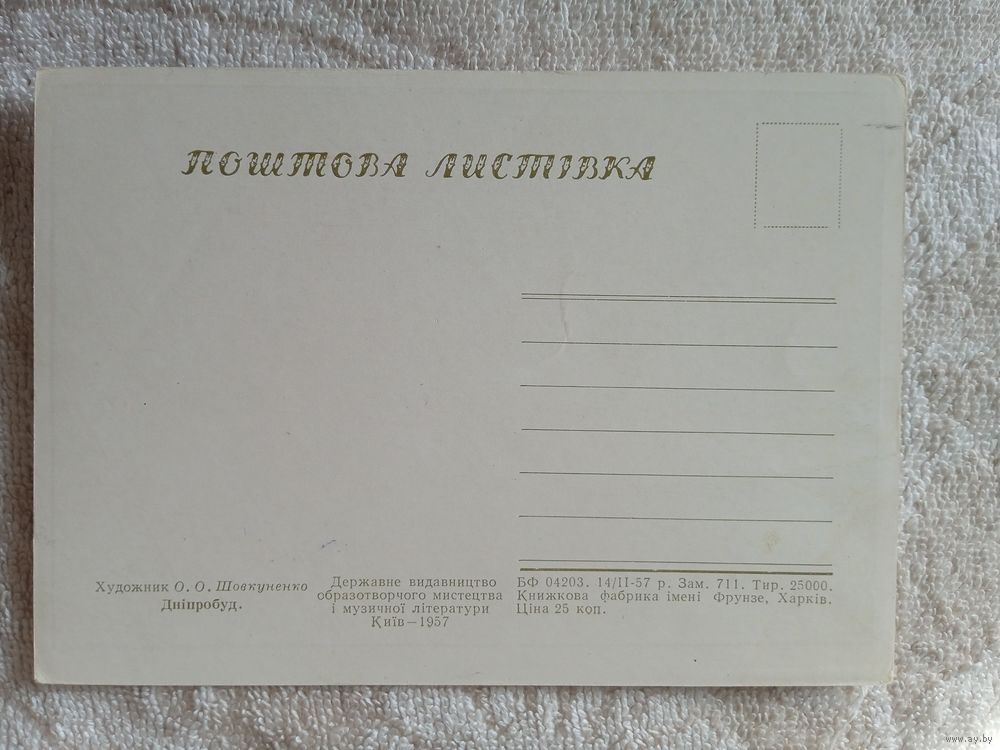 ПОШТОВА ЛИСТІВКА
Художник О. О. Шовкуненко
Дніпробуд.
Державне видавництво
образотворчого мистецтва
і музичної літератури
Київ—1957
БФ 04203. 14/II-57 р. Зам. 711. Тир. 25000.
Книжкова фабрика імені Фрунзе, Харків.
Ціна 25 коп.
www.ay.by